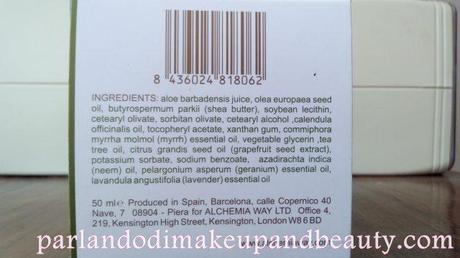 8 436024 818062
INGREDIENTS: aloe barbadensis juice, olea europaea seed
oil, butyrospermum parkii (shea butter), soybean lecithin,
cetearyl olivate, sorbitan olivate, cetearyl alcohol ,calendula
officinalis oil, tocopheryl acetate, xanthan gum, commiphora
myrrha molmol (myrrh) essential oil, vegetable glycerin ,tea
tree oil, citrus grandis seed oil (grapefruit seed extract),
potassium sorbate, sodium benzoate, azadirachta indica
(neem) oil, pelargonium asperum (geranium) essential oil,
lavandula angustifolia (lavender) essential oil
50 ml e Produced in Spain, Barcelona, calle Copernico 40
Nave, 7 08904 - Piera for ALCHEMIA WAY LTD Office 4,
219, Kensington High Street, Kensington, London W8 6 BD
parlandodimakeupandbeauty.com